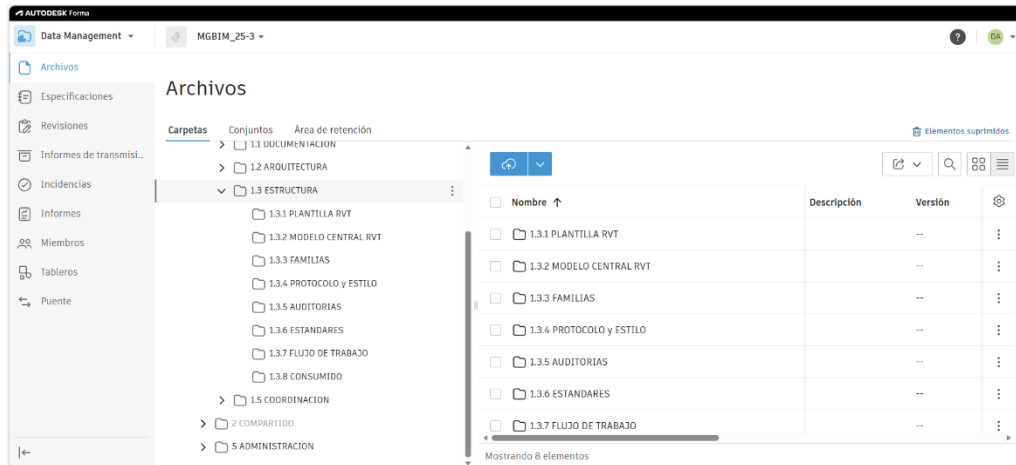 AUTODESK Forma
Data Management
MGBIM_25-3
?
DA
Archivos
Especificaciones
Revisiones
Informes de transmisi...
Incidencias
Informes
Miembros
Tableros
Puente
Archivos
Carpetas Conjuntos Área de retención
Elementos suprimidos
1.1 DOCUMENTACION
1.2 ARQUITECTURA
1.3 ESTRUCTURA
1.3.1 PLANTILLA RVT
1.3.2 MODELO CENTRAL RVT
1.3.3 FAMILIAS
1.3.4 PROTOCOLO y ESTILO
1.3.5 AUDITORIAS
1.3.6 ESTANDARES
1.3.7 FLUJO DE TRABAJO
1.3.8 CONSUMIDO
1.5 COORDINACION
2 COMPARTIDO
5 ADMINISTRACION
Nombre ↑ Descripción Versión
1.3.1 PLANTILLA RVT --
1.3.2 MODELO CENTRAL RVT --
1.3.3 FAMILIAS --
1.3.4 PROTOCOLO y ESTILO --
1.3.5 AUDITORIAS --
1.3.6 ESTANDARES --
1.3.7 FLUJO DE TRABAJO --
Mostrando 8 elementos